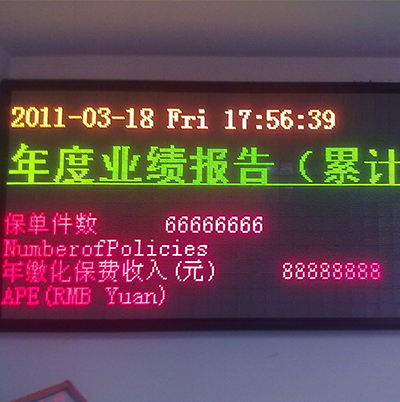 2011-03-18 Fri 17:56:39
年度业绩报告（累计
保单件数 66666666
NumberofPolicies
年缴化保费收入(元) 88888888
APE(RMB Yuan)